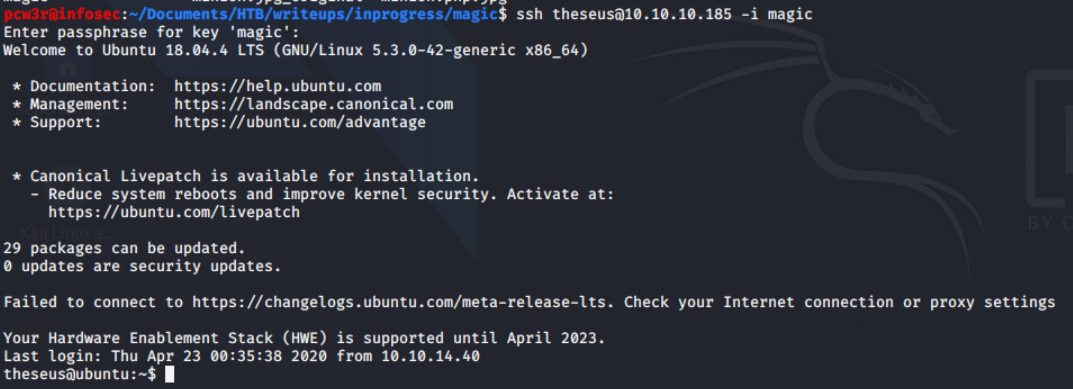 pcw3r@infosec:~/Documents/HTB/writeups/inprogress/magic$ ssh theseus@10.10.10.185 -i magic
Enter passphrase for key 'magic':
Welcome to Ubuntu 18.04.4 LTS (GNU/Linux 5.3.0-42-generic x86_64)
* Documentation: https://help.ubuntu.com
* Management: https://landscape.canonical.com
* Support: https://ubuntu.com/advantage
* Canonical Livepatch is available for installation.
- Reduce system reboots and improve kernel security. Activate at:
https://ubuntu.com/livepatch
Kali Linux a...
29 packages can be updated.
0 updates are security updates.
Failed to connect to https://changelogs.ubuntu.com/meta-release-lts. Check your Internet connection or proxy settings
Your Hardware Enablement Stack (HWE) is supported until April 2023.
Last login: Thu Apr 23 00:35:38 2020 from 10.10.14.40
theseus@ubuntu:~$
BY